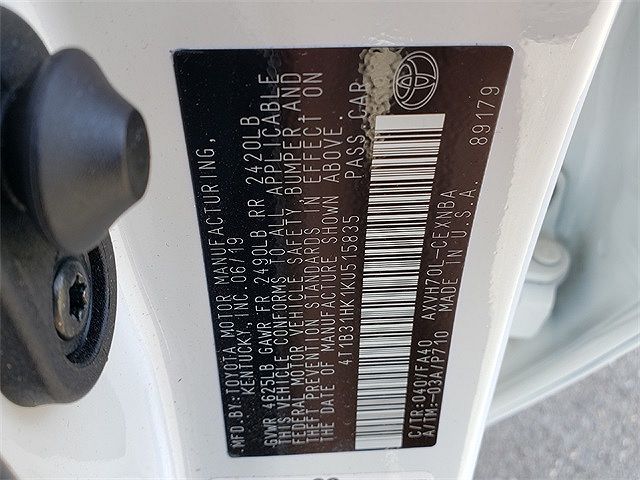 MFD.BY:TOYOTA MOTOR MANUFACTURING,
KENTUCKY, INC. 06/19
GVWR 4625LB GAWR FR 2490LB RR 2420LB
THIS VEHICLE CONFORMS TO ALL APPLICABLE
FEDERAL MOTOR VEHICLE SAFETY, BUMPER AND
THEFT PREVENTION STANDARDS IN EFFECT ON
THE DATE OF MANUFACTURE SHOWN ABOVE.
4T1B31HK1KU515835 PASS. CAR
C/TR:040/FA40 AXVH70L-CEXNBA
A/TM:-03A/P710 MADE IN U.S.A. 89179